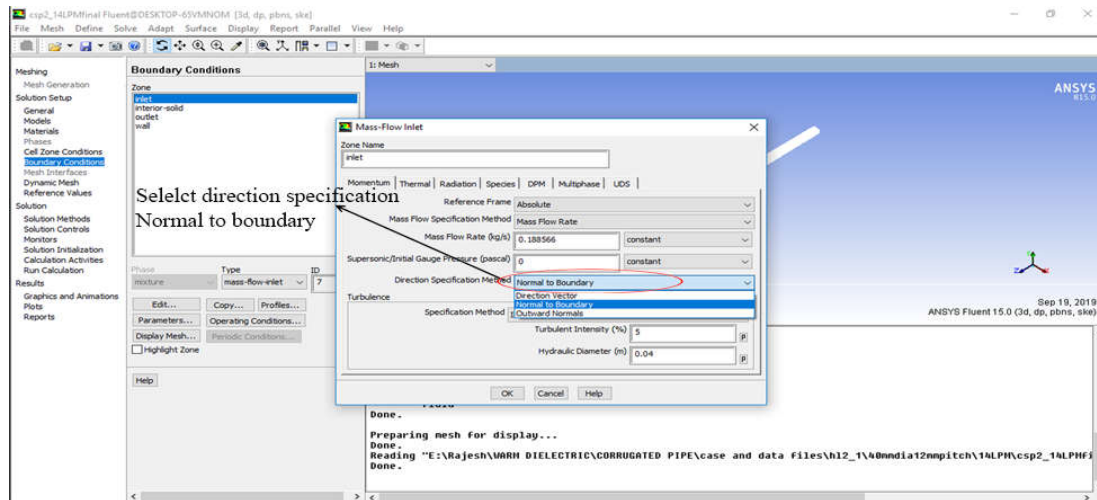 csp2_14LPMfinal Fluent@DESKTOP-65VMNOM [3d, dp, pbns, ske]
File Mesh Define Solve Adapt Surface Display Report Parallel View Help
Meshing
Mesh Generation
Solution Setup
General
Models
Materials
Phases
Cell Zone Conditions
Boundary Conditions
Mesh Interfaces
Dynamic Mesh
Reference Values
Solution
Solution Methods
Solution Controls
Monitors
Solution Initialization
Calculation Activities
Run Calculation
Results
Graphics and Animations
Plots
Reports
Boundary Conditions
Zone
inlet
interior-solid
outlet
wall
Selelct direction specification
Normal to boundary
Phase Type ID
mixture mass-flow-inlet 7
Edit... Copy... Profiles...
Parameters... Operating Conditions...
Display Mesh... Periodic Conditions...
Highlight Zone
Help
1: Mesh
ANSYS
R15.0
Mass-Flow Inlet
Zone Name
inlet
Momentum Thermal Radiation Species DPM Multiphase UDS
Reference Frame Absolute
Mass Flow Specification Method Mass Flow Rate
Mass Flow Rate (kg/s) 0.188566 constant
Supersonic/Initial Gauge Pressure (pascal) 0 constant
Direction Specification Method Normal to Boundary
Direction Vector
Normal to Boundary
Outward Normals
Turbulence
Specification Method
Turbulent Intensity (%) 5 P
Hydraulic Diameter (m) 0.04 P
OK Cancel Help
Sep 19, 2019
ANSYS Fluent 15.0 (3d, dp, pbns, ske)
Done.
Preparing mesh for display...
Done.
Reading "E:\Rajesh\WARM DIELECTRIC\CORRUGATED PIPE\case and data files\hl2_1\40mmdia12mmpitch\14LPM\csp2_14LPMfi
Done.